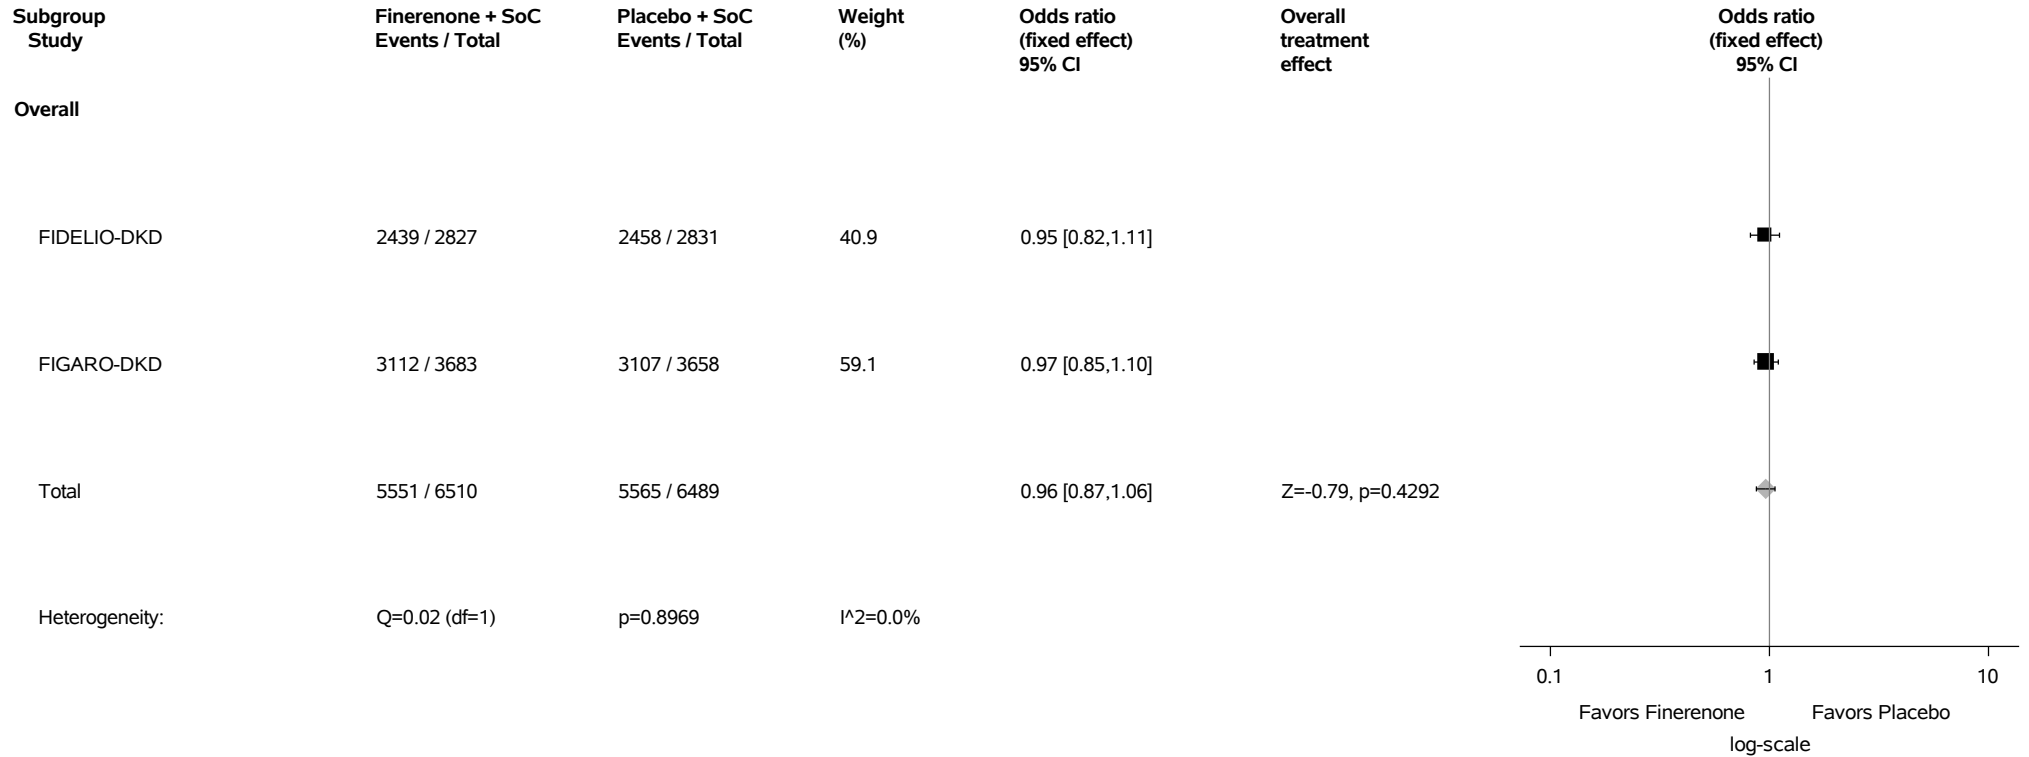 Subgroup Finerenone + SoC Placebo + SoC Weight Odds ratio Overall Odds ratio
Study Events / Total Events / Total (%) (fixed effect) treatment (fixed effect)
95% CI effect 95% CI
Overall
FIDELIO-DKD 2439 / 2827 2458 / 2831 40.9 0.95 [0.82,1.11]
FIGARO-DKD 3112 / 3683 3107 / 3658 59.1 0.97 [0.85,1.10]
Total 5551 / 6510 5565 / 6489 0.96 [0.87,1.06] Z=-0.79, p=0.4292
Heterogeneity: Q=0.02 (df=1) p=0.8969 I^2=0.0%
0.1 1 10
Favors Finerenone Favors Placebo
log-scale